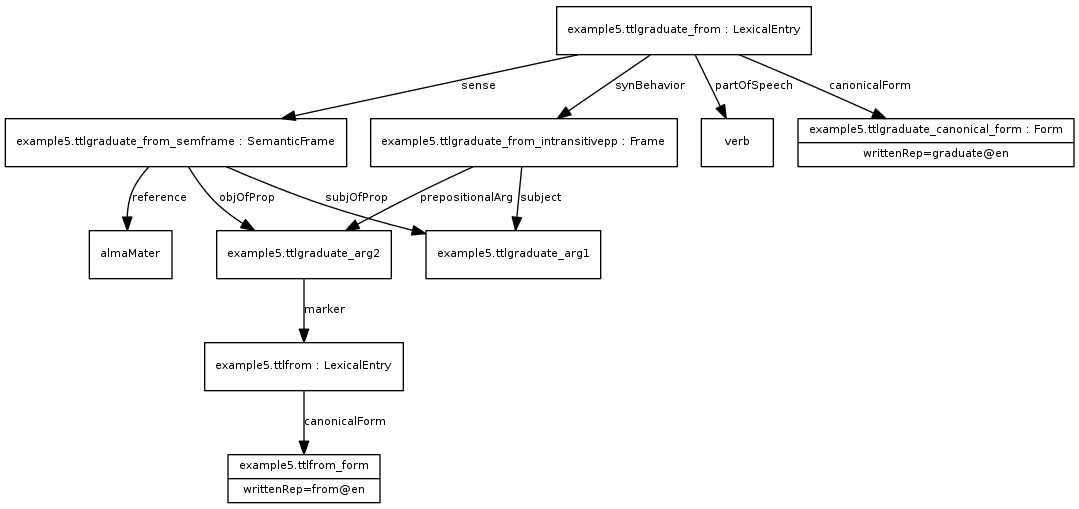 example5.ttlgraduate_from : LexicalEntry
sense
synBehavior
partOfSpeech
canonicalForm
example5.ttlgraduate_from_semframe : SemanticFrame
example5.ttlgraduate_from_intransitivepp : Frame
verb
example5.ttlgraduate_canonical_form : Form
writtenRep=graduate@en
reference
objOfProp
subjOfProp
prepositionalArg
subject
almaMater
example5.ttlgraduate_arg2
example5.ttlgraduate_arg1
marker
example5.ttlfrom : LexicalEntry
canonicalForm
example5.ttlfrom_form
writtenRep=from@en